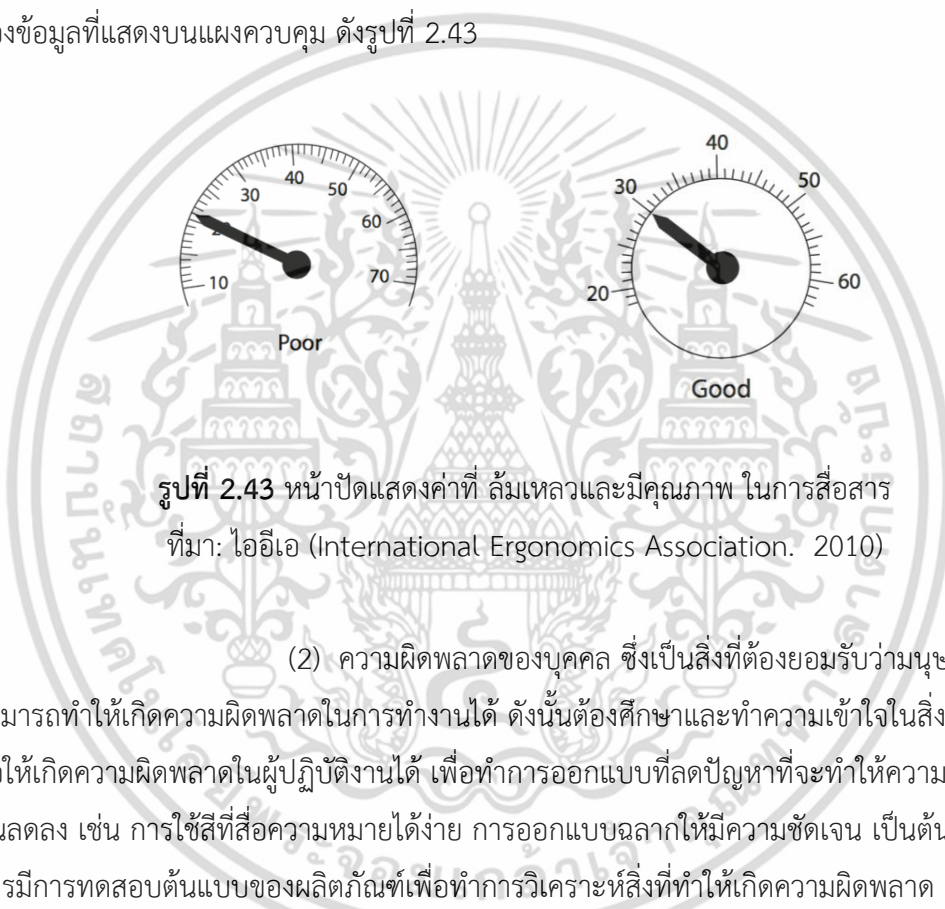 งข้อมูลที่แสดงบนแผงควบคุม ดังรูปที่ 2.43
10 30 40 50 60 70
Poor
20 30 40 50 60
Good
รูปที่ 2.43 หน้าปัดแสดงค่าที่ ล้มเหลวและมีคุณภาพ ในการสื่อสาร
ที่มา: ไออีเอ (International Ergonomics Association. 2010)
(2) ความผิดพลาดของบุคคล ซึ่งเป็นสิ่งที่ต้องยอมรับว่ามนุษ
มารถทำให้เกิดความผิดพลาดในการทำงานได้ ดังนั้นต้องศึกษาและทำความเข้าใจในสิ่ง
ให้เกิดความผิดพลาดในผู้ปฏิบัติงานได้ เพื่อทำการออกแบบที่ลดปัญหาที่จะทำให้ความ
นลดลง เช่น การใช้สีที่สื่อความหมายได้ง่าย การออกแบบฉลากให้มีความชัดเจน เป็นต้น
รมีการทดสอบต้นแบบของผลิตภัณฑ์เพื่อทำการวิเคราะห์สิ่งที่ทำให้เกิดความผิดพลาด